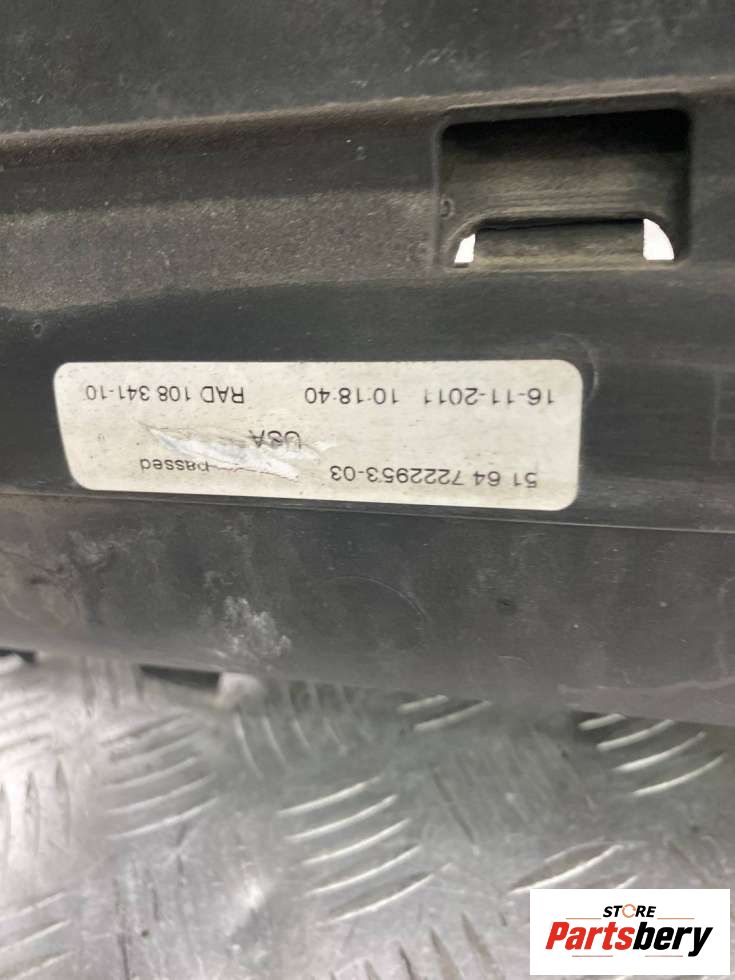 51 64 7222953-03 passed
USA
16-11-2011 10:18:40 RAD 108 341-10
STORE
Partsbery